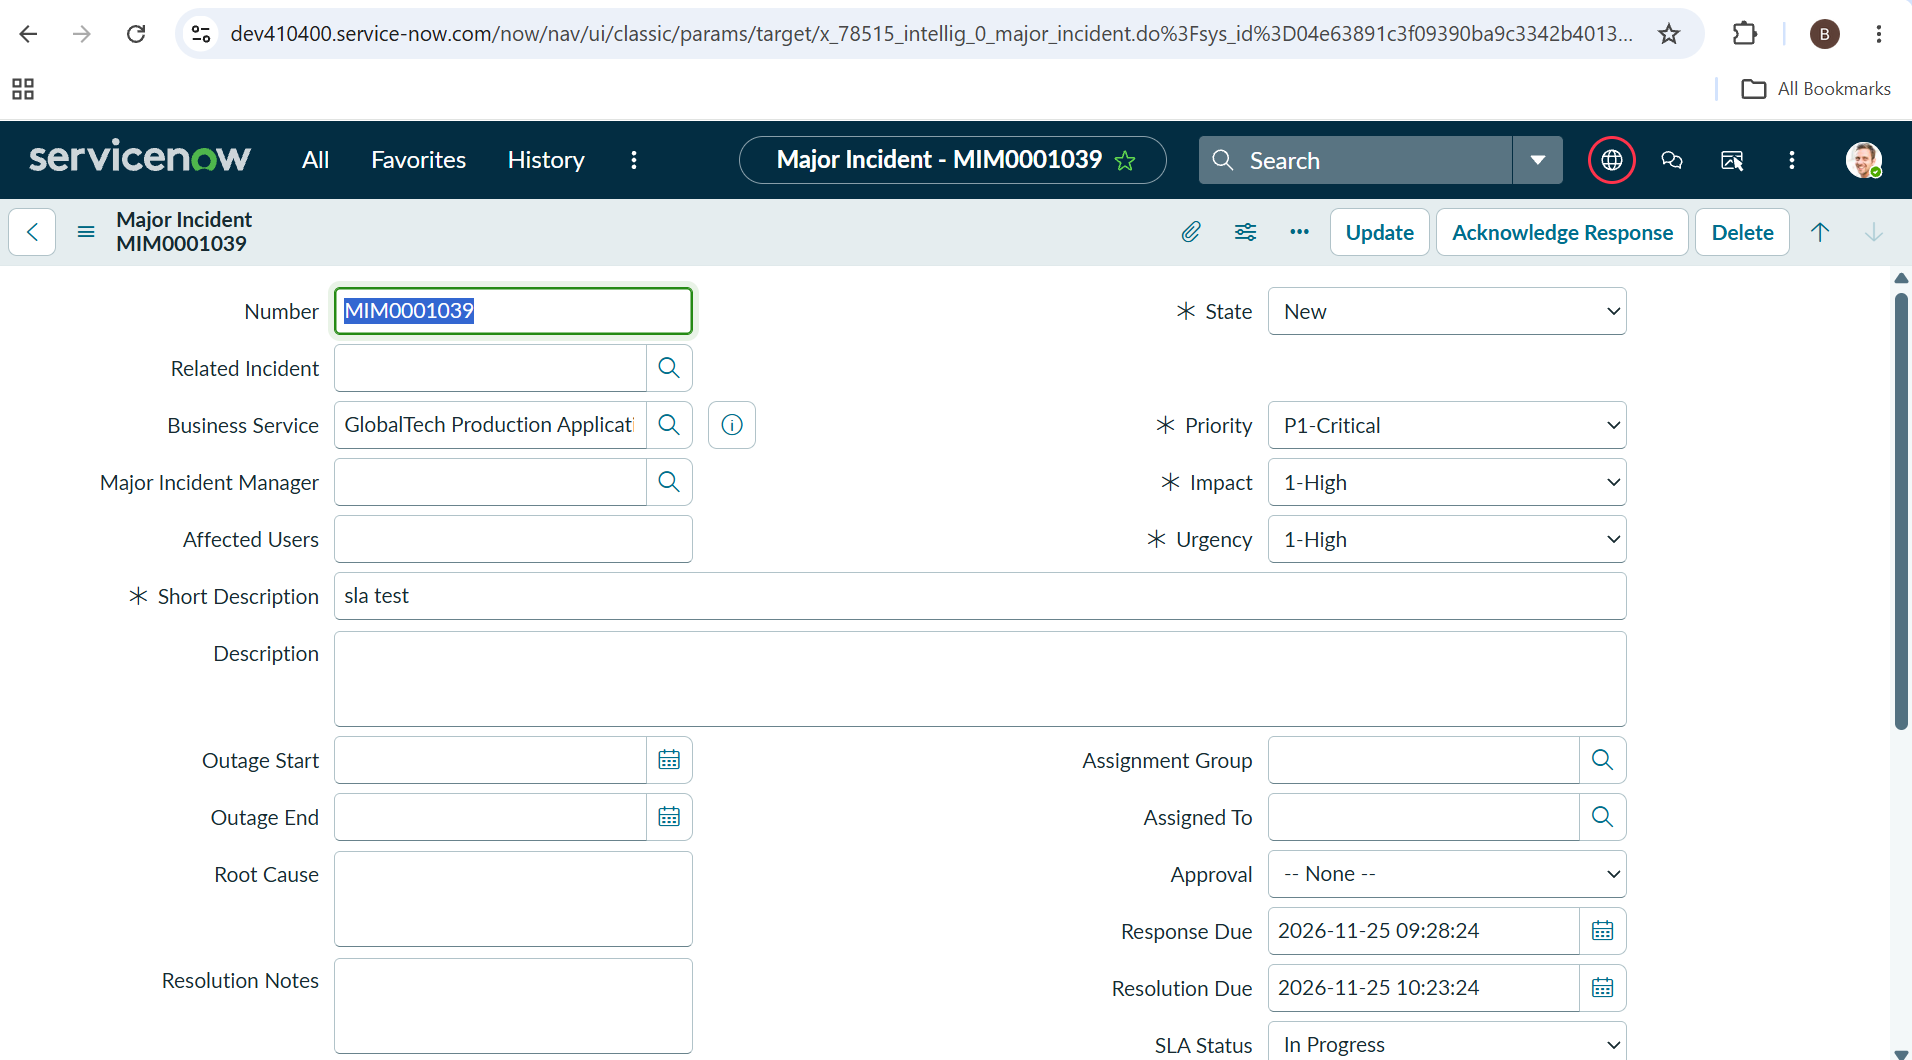 dev410400.service-now.com/now/nav/ui/classic/params/target/x_78515_intellig_0_major_incident.do%3Fsys_id%3D04e63891c3f09390ba9c3342b4013...
B
All Bookmarks
servicenow
All
Favorites
History
Major Incident - MIM0001039
Search
Major Incident
MIM0001039
Update
Acknowledge Response
Delete
Number
MIM0001039
State
New
Related Incident
Business Service
GlobalTech Production Applicati
Priority
P1-Critical
Major Incident Manager
Impact
1-High
Affected Users
Urgency
1-High
Short Description
sla test
Description
Outage Start
Assignment Group
Outage End
Assigned To
Root Cause
Approval
-- None --
Response Due
2026-11-25 09:28:24
Resolution Notes
Resolution Due
2026-11-25 10:23:24
SLA Status
In Progress